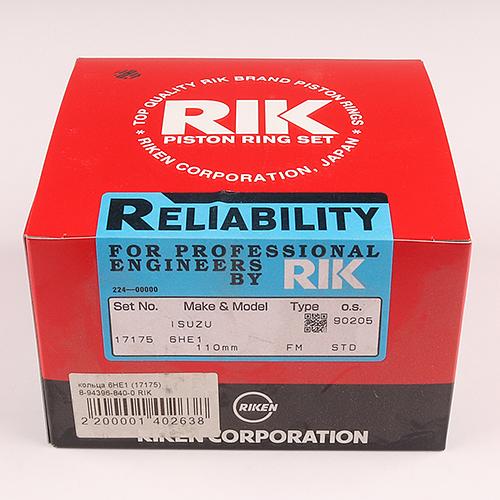 * TOP QUALITY RIK BRAND PISTON RINGS *
RIK
PISTON RING SET
RIKEN CORPORATION, JAPAN
RELIABILITY
FOR PROFESSIONAL
ENGINEERS
BY RIK
224—00000
Set No. Make & Model Type o.s.
ISUZU 90205
17175 6HE1 FM STD
110mm
кольца 6HE1 (17175)
8-94396-840-0 RIK
2 200001 402638
RIKEN
RIKEN CORPORATION